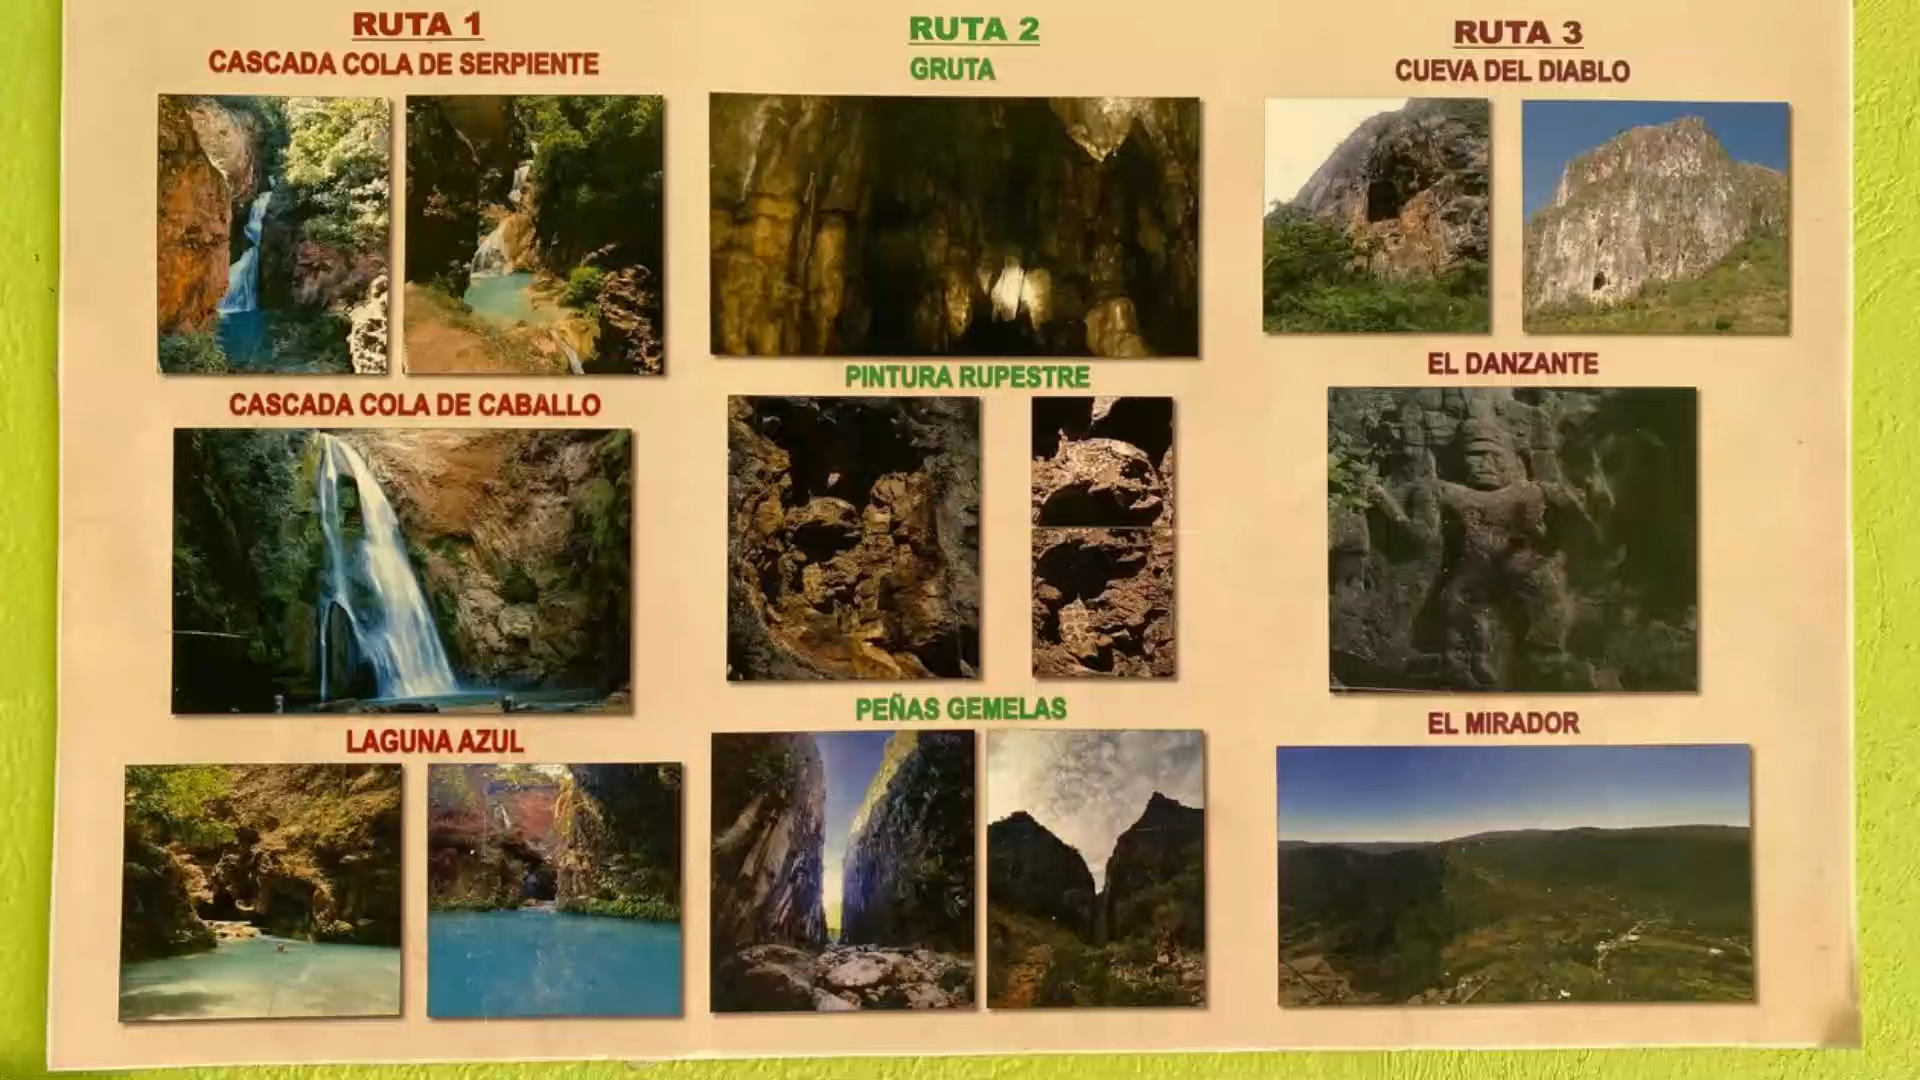 RUTA 1
CASCADA COLA DE SERPIENTE
CASCADA COLA DE CABALLO
LAGUNA AZUL
RUTA 2
GRUTA
PINTURA RUPESTRE
PEÑAS GEMELAS
RUTA 3
CUEVA DEL DIABLO
EL DANZANTE
EL MIRADOR